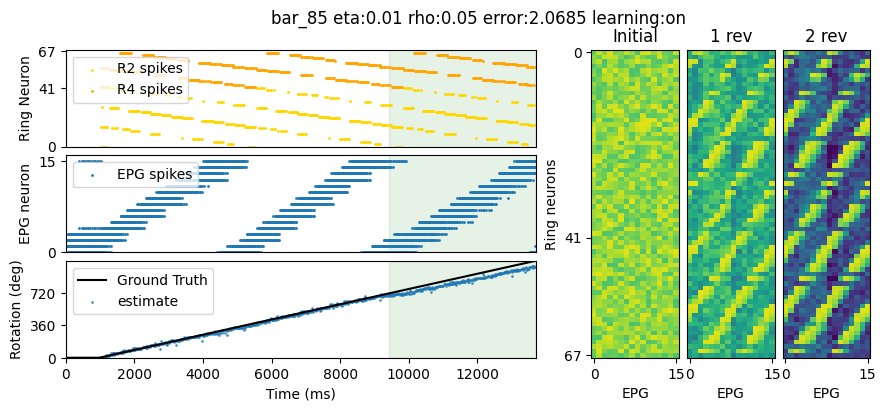 bar_85 eta:0.01 rho:0.05 error:2.0685 learning:on
67
41
0
Ring Neuron
R2 spikes
R4 spikes
15
0
EPG neuron
EPG spikes
720
360
0
Rotation (deg)
Ground Truth
estimate
0 2000 4000 6000 8000 10000 12000
Time (ms)
Initial 1 rev 2 rev
0
41
67
Ring neurons
0 15 0 15 0 15
EPG EPG EPG